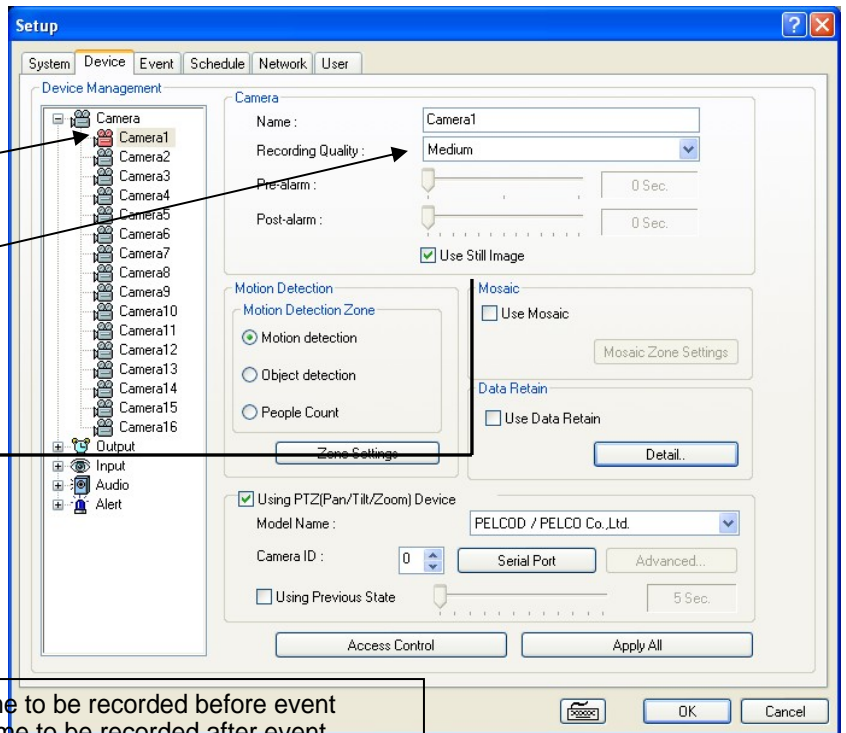 Setup
System Device Event Schedule Network User
Device Management
Camera
Camera1
Camera2
Camera3
Camera4
Camera5
Camera6
Camera7
Camera8
Camera9
Camera10
Camera11
Camera12
Camera13
Camera14
Camera15
Camera16
Output
Input
Audio
Alert
Camera
Name : Camera1
Recording Quality : Medium
Pre-alarm : 0 Sec.
Post-alarm : 0 Sec.
Use Still Image
Motion Detection
Motion Detection Zone
Motion detection
Object detection
People Count
Zone Settings
Mosaic
Use Mosaic
Mosaic Zone Settings
Data Retain
Use Data Retain
Detail..
Using PTZ(Pan/Tilt/Zoom) Device
Model Name : PELCOD / PELCO Co.,Ltd.
Camera ID : 0 Serial Port Advanced...
Using Previous State 5 Sec.
Access Control Apply All
to be recorded before event
to be recorded after event
OK Cancel